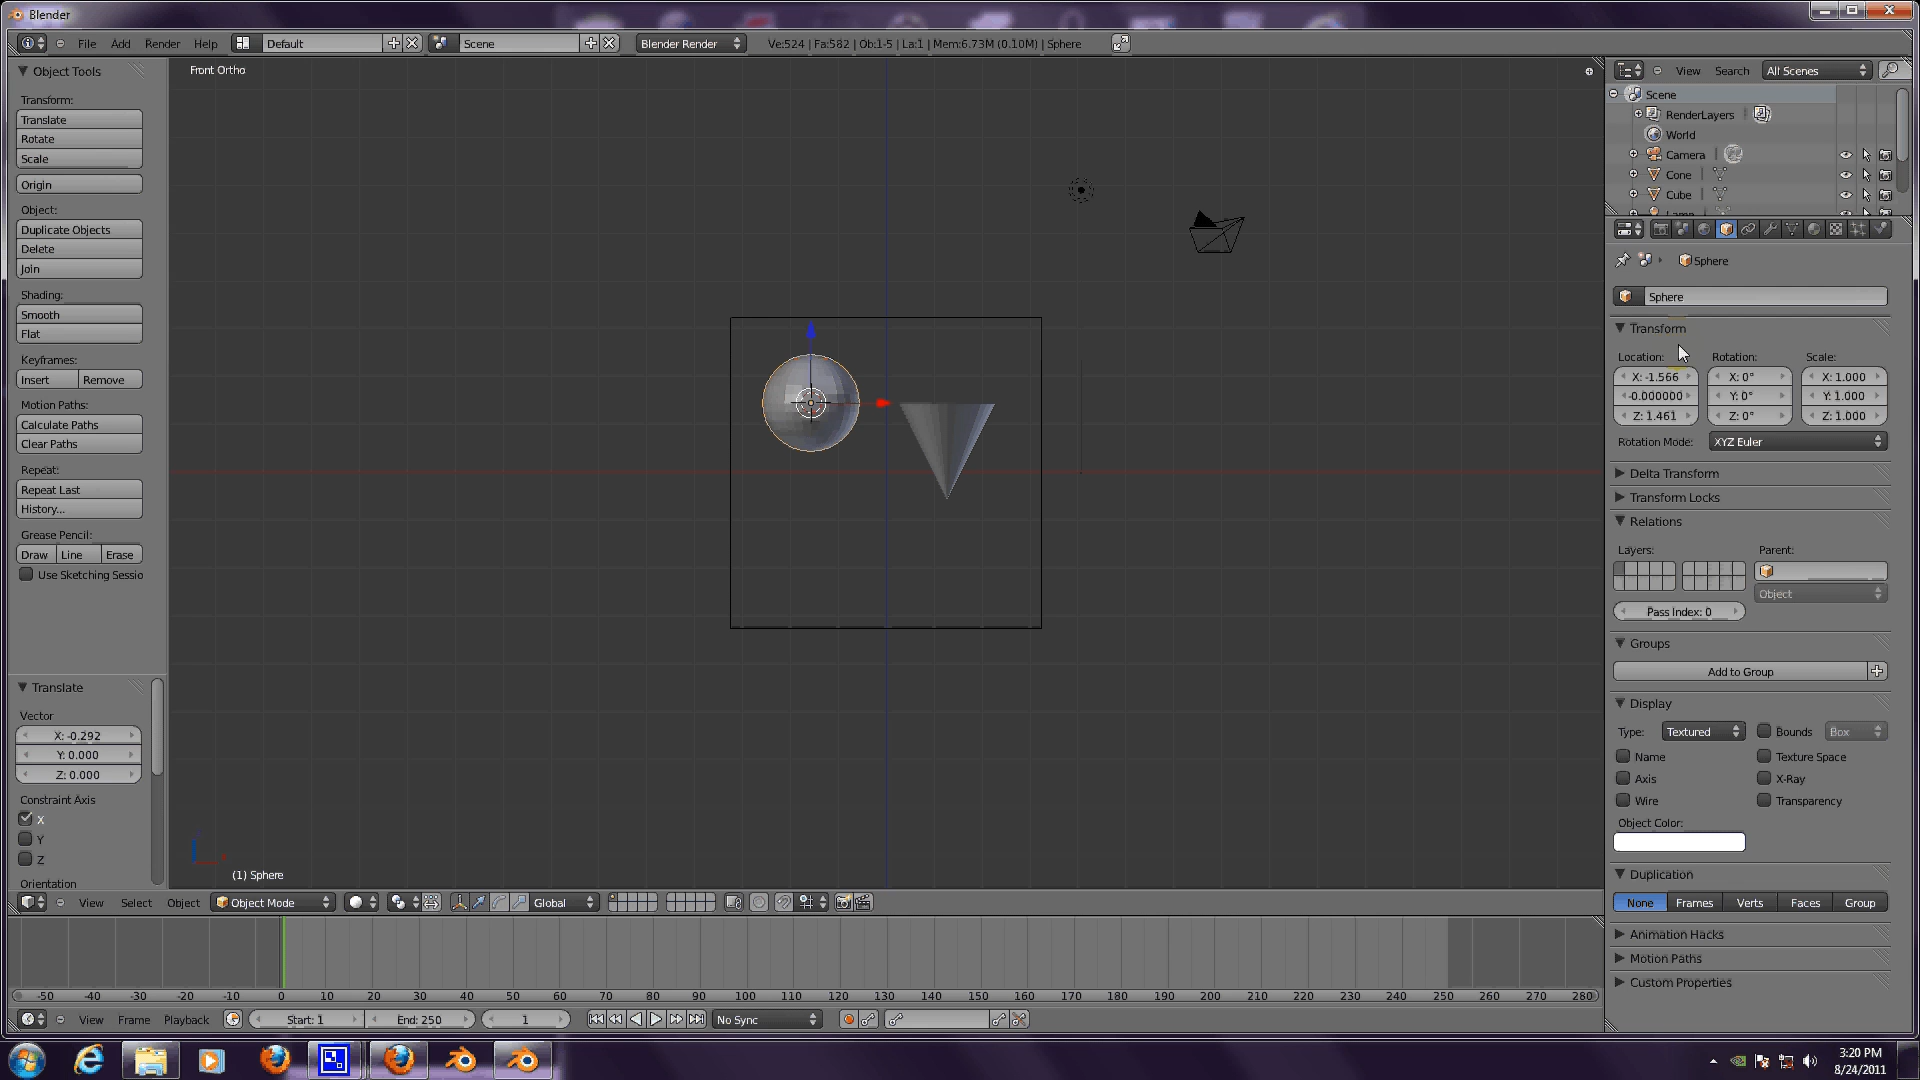 Blender
File Add Render Help Default Scene Blender Render Ve:524 | Fa:582 | Ob:1-5 | La:1 | Mem:6.73M (0.10M) | Sphere
Object Tools
Transform:
Translate
Rotate
Scale
Origin
Object:
Duplicate Objects
Delete
Join
Shading:
Smooth
Flat
Keyframes:
Insert Remove
Motion Paths:
Calculate Paths
Clear Paths
Repeat:
Repeat Last
History...
Grease Pencil:
Draw Line Erase
Use Sketching Sessio
Translate
Vector
X: -0.292
Y: 0.000
Z: 0.000
Constraint Axis
X
Y
Z
Orientation
Front Ortho
(1) Sphere
View Select Object Object Mode Global
-50 -40 -30 -20 -10 0 10 20 30 40 50 60 70 80 90 100 110 120 130 140 150 160 170 180 190 200 210 220 230 240 250 260 270 280
View Frame Playback Start: 1 End: 250 1 No Sync
View Search All Scenes
Scene
RenderLayers
World
Camera
Cone
Cube
Sphere
Sphere
Transform
Location: Rotation: Scale:
X: -1.566 X: 0° X: 1.000
-0.000000 Y: 0° Y: 1.000
Z: 1.461 Z: 0° Z: 1.000
Rotation Mode: XYZ Euler
Delta Transform
Transform Locks
Relations
Layers: Parent:
Object
Pass Index: 0
Groups
Add to Group
Display
Type: Textured Bounds Box
Name Texture Space
Axis X-Ray
Wire Transparency
Object Color:
Duplication
None Frames Verts Faces Group
Animation Hacks
Motion Paths
Custom Properties
3:20 PM
8/24/2011